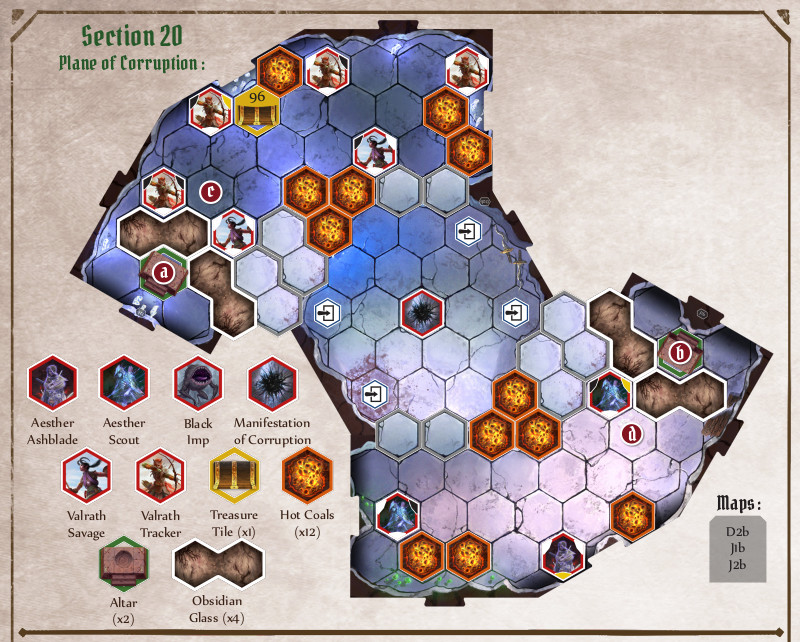 Section 20
Plane of Corruption :
96
c
a
b
d
Aesther
Ashblade
Aesther
Scout
Black
Imp
Manifestation
of Corruption
Valrath
Savage
Valrath
Tracker
Treasure
Tile (x1)
Hot Coals
(x12)
Altar
(x2)
Obsidian
Glass (x4)
Maps:
D2b
J1b
J2b